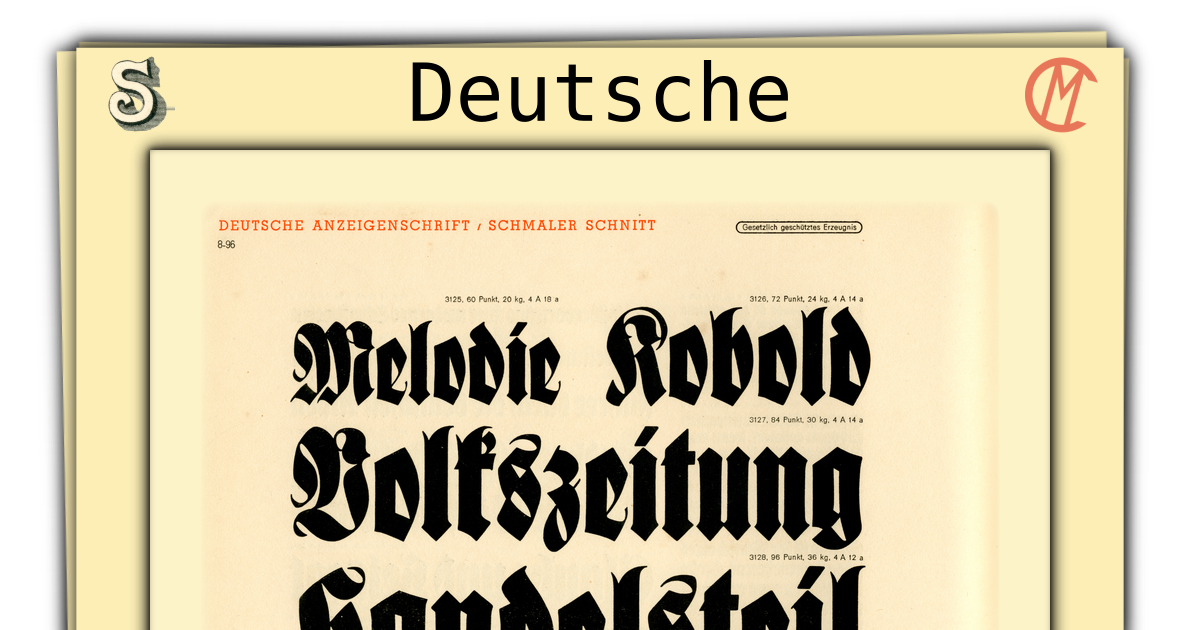 S Deutsche CM
DEUTSCHE ANZEIGENSCHRIFT / SCHMALER SCHNITT
Gesetzlich geschütztes Erzeugnis
8-96
3125, 60 Punkt, 20 kg, 4 A 18 a
3126, 72 Punkt, 24 kg, 4 A 14 a
Melodie Kobold
3127, 84 Punkt, 30 kg, 4 A 14 a
Volkszeitung
3128, 96 Punkt, 36 kg, 4 A 12 a
Handelsteil